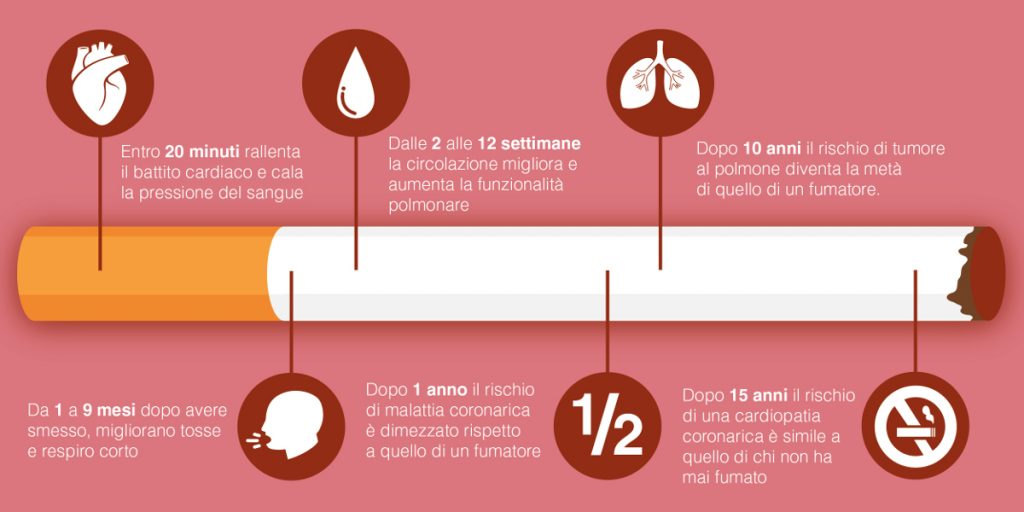 Entro 20 minuti rallenta
il battito cardiaco e cala
la pressione del sangue
Dalle 2 alle 12 settimane
la circolazione migliora e
aumenta la funzionalità
polmonare
Dopo 10 anni il rischio di tumore
al polmone diventa la metà
di quello di un fumatore.
Da 1 a 9 mesi dopo avere
smesso, migliorano tosse
e respiro corto
Dopo 1 anno il rischio
di malattia coronarica
è dimezzato rispetto
a quello di un fumatore
1/2
Dopo 15 anni il rischio
di una cardiopatia
coronarica è simile a
quello di chi non ha
mai fumato